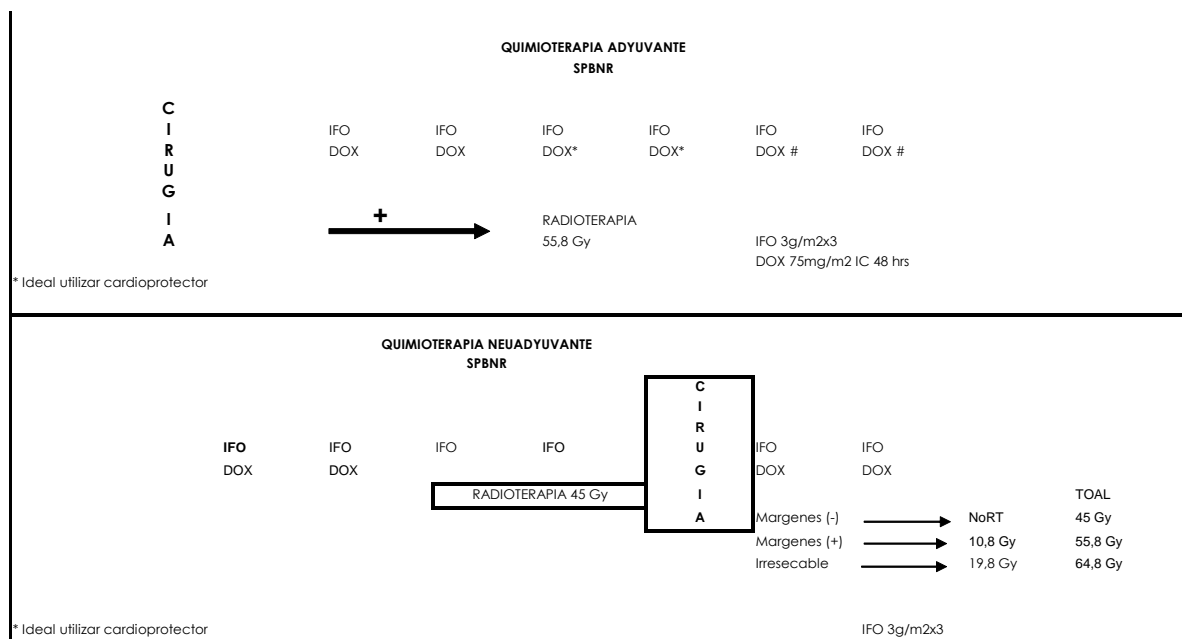 QUIMIOTERAPIA ADYUVANTE
SPBNR
C
I
R
U
G
I
A
IFO IFO IFO IFO IFO IFO
DOX DOX DOX* DOX* DOX # DOX #
+
RADIOTERAPIA
55,8 Gy IFO 3g/m2x3
DOX 75mg/m2 IC 48 hrs
* Ideal utilizar cardioprotector
QUIMIOTERAPIA NEUADYUVANTE
SPBNR
C
I
R
U
G
I
A
IFO IFO IFO IFO IFO IFO
DOX DOX DOX DOX
RADIOTERAPIA 45 Gy
TOAL
Margenes (-) NoRT 45 Gy
Margenes (+) 10,8 Gy 55,8 Gy
Irresecable 19,8 Gy 64,8 Gy
* Ideal utilizar cardioprotector IFO 3g/m2x3